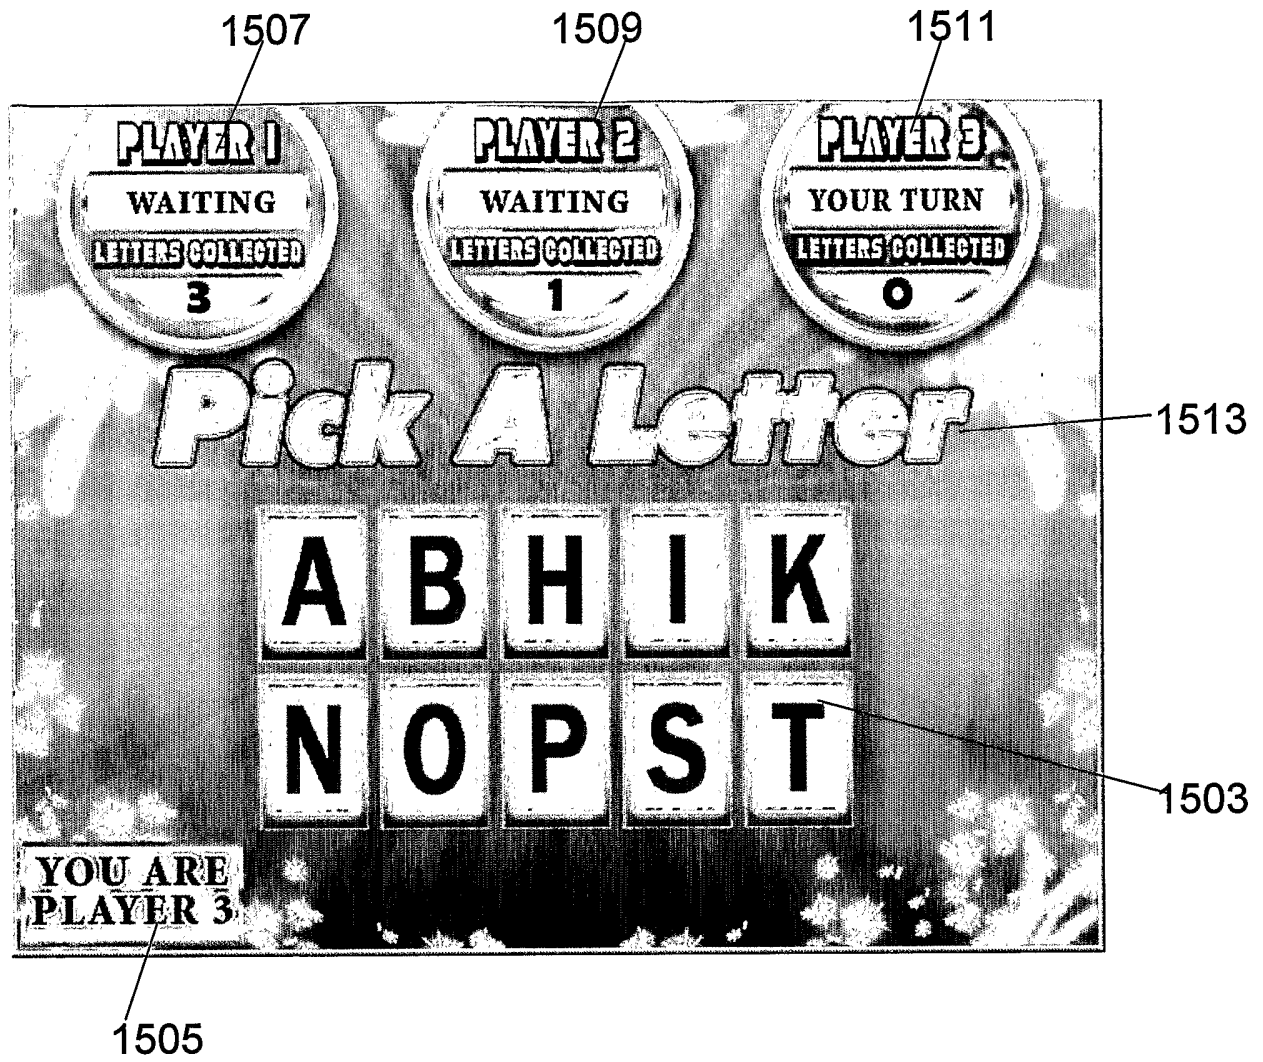 1507 1509 1511
PLAYER 1 PLAYER 2 PLAYER 3
WAITING WAITING YOUR TURN
LETTERS COLLECTED LETTERS COLLECTED LETTERS COLLECTED
3 1 0
Pick A Letter
1513
A B H I K
N O P S T
1503
YOU ARE
PLAYER 3
1505